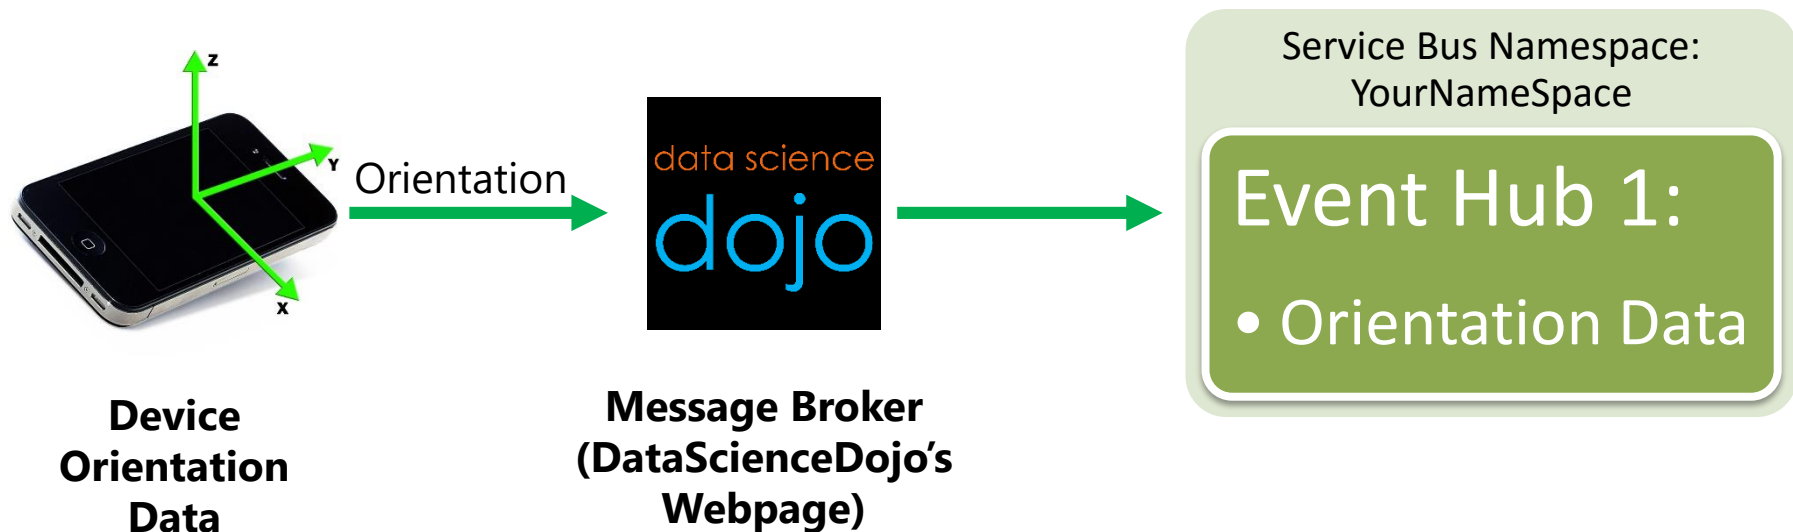 Z
Y
X
Device
Orientation
Data
Orientation
data science
dojo
Message Broker
(DataScienceDojo’s
Webpage)
Service Bus Namespace:
YourNameSpace
Event Hub 1:
• Orientation Data